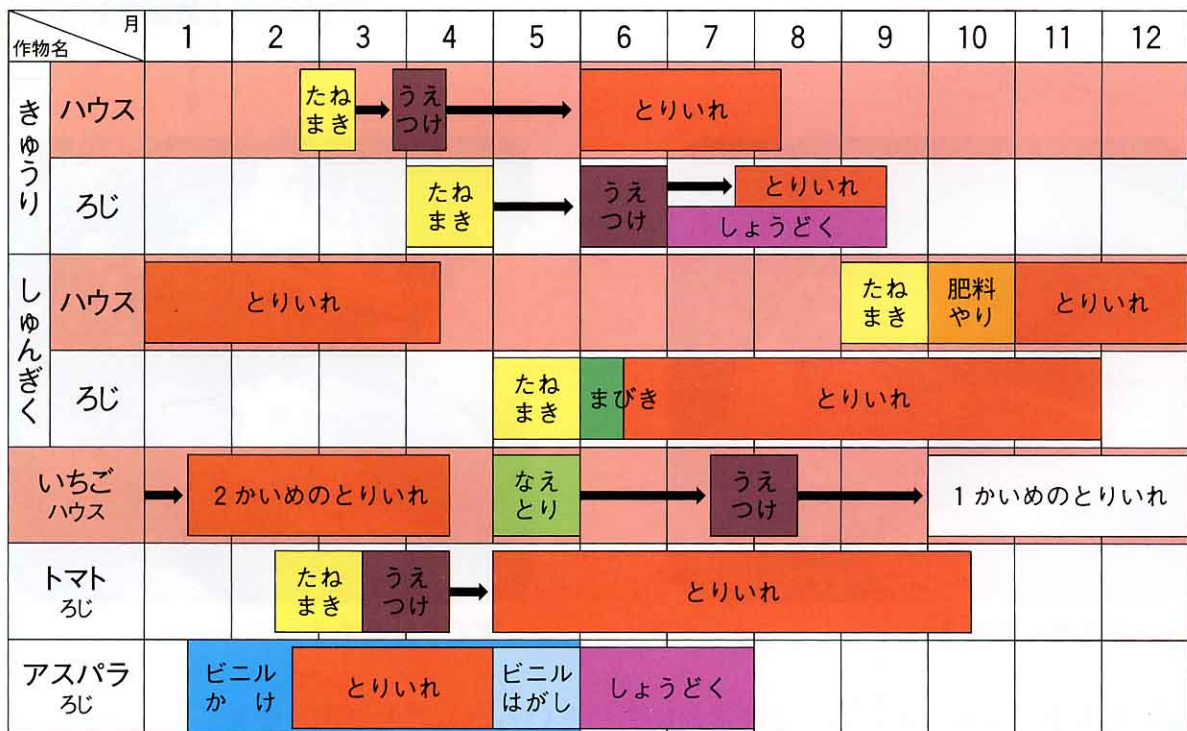 月
作物名
1 2 3 4 5 6 7 8 9 10 11 12
きゅうり
ハウス
たね
まき
うえ
つけ
とりいれ
ろじ
たね
まき
うえ
つけ
とりいれ
しょうどく
しゅんぎく
ハウス
とりいれ
たね
まき
肥料
やり
とりいれ
ろじ
たね
まき
まびき
とりいれ
いちご
ハウス
2かいめのとりいれ
なえ
とり
うえ
つけ
1かいめのとりいれ
トマト
ろじ
たね
まき
うえ
つけ
とりいれ
アスパラ
ろじ
ビニル
かけ
とりいれ
ビニル
はがし
しょうどく